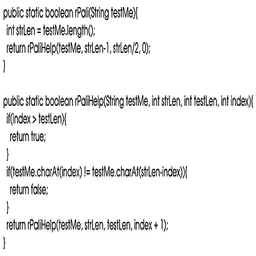 public static boolean rPali(String testMe){
int strLen = testMe.length();
return rPaliHelp(testMe, strLen-1, strLen/2, 0);
}
public static boolean rPaliHelp(String testMe, int strLen, int testLen, int index){
if(index > testLen){
return true;
}
if(testMe.charAt(index) != testMe.charAt(strLen-index)){
return false;
}
return rPaliHelp(testMe, strLen, testLen, index + 1);
}